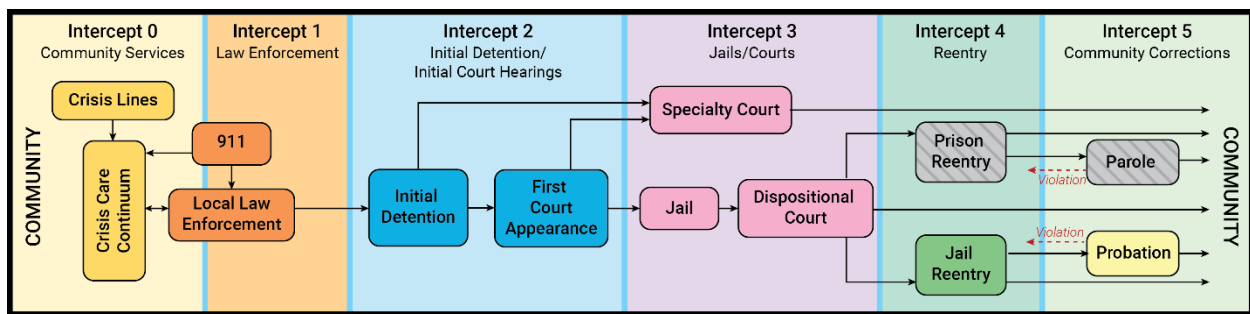 Intercept 0
Community Services
Intercept 1
Law Enforcement
Intercept 2
Initial Detention/
Initial Court Hearings
Intercept 3
Jails/Courts
Intercept 4
Reentry
Intercept 5
Community Corrections
COMMUNITY
Crisis Lines
Crisis Care
Continuum
911
Local Law
Enforcement
Initial
Detention
First
Court
Appearance
Specialty Court
Jail
Dispositional
Court
Prison
Reentry
Parole
Violation
Jail
Reentry
Probation
Violation
COMMUNITY